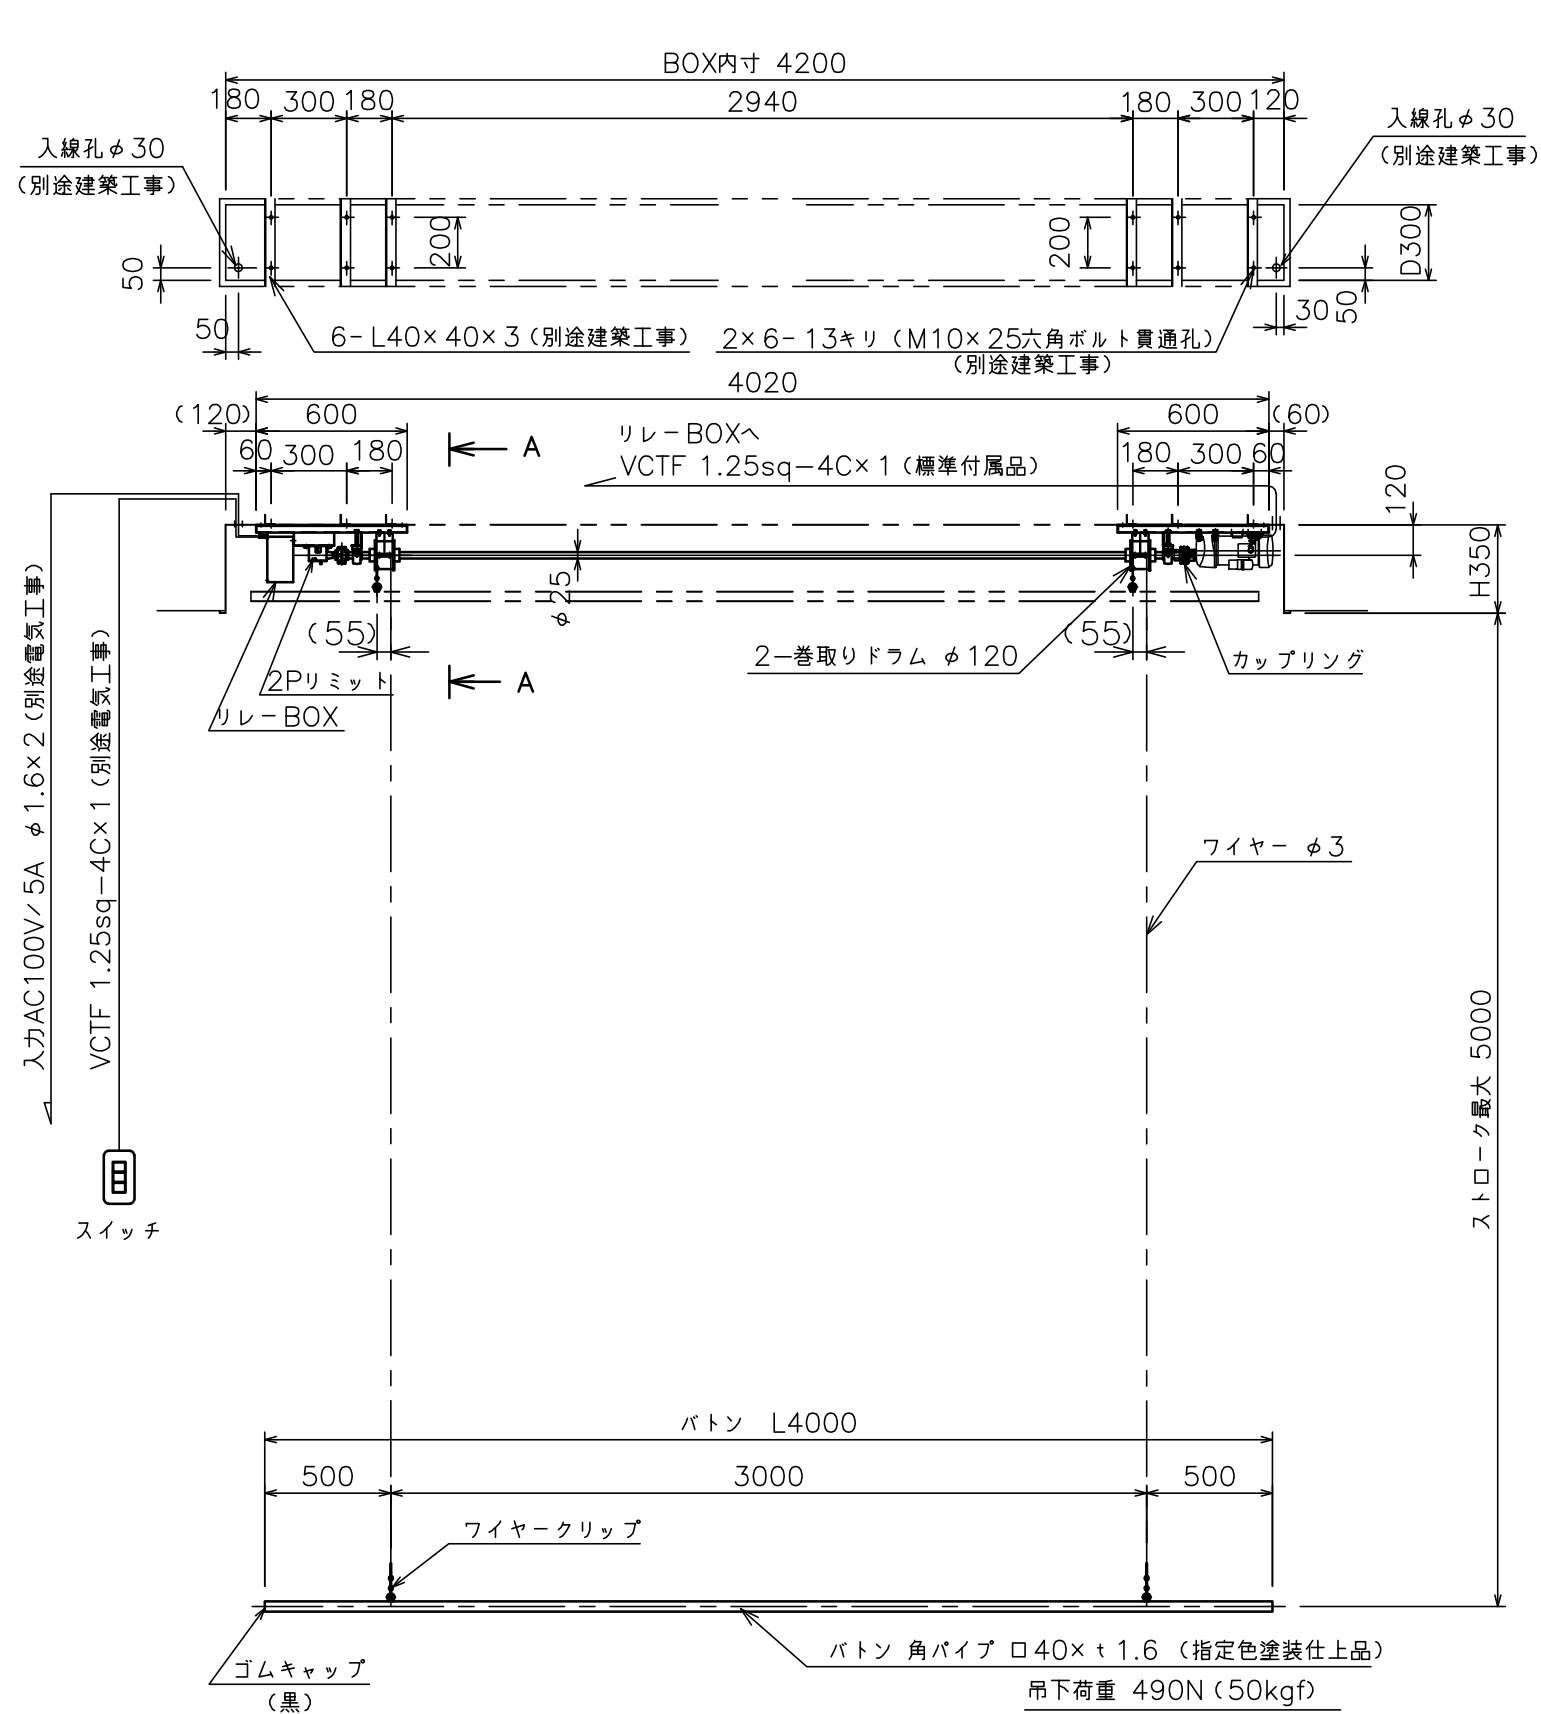 BOX内寸 4200
180 300 180 2940 180 300 120
入線孔φ30
(別途建築工事)
入線孔φ30
(別途建築工事)
200
200
D300
50
50
50
30
6-L40×40×3(別途建築工事)
2×6-13キリ(M10×25六角ボルト貫通孔)
(別途建築工事)
4020
(120) 600 600 (60)
60 300 180 180 300 60
A
リレーBOXへ
VCTF 1.25sq-4C×1(標準付属品)
120
H350
φ25
(55)
(55)
2-巻取りドラム φ120
カップリング
2Pリミット
リレーBOX
A
入力AC100V/5A φ1.6×2(別途電気工事)
VCTF 1.25sq-4C×1(別途電気工事)
スイッチ
ワイヤー φ3
ストローク最大 5000
バトン L4000
500 3000 500
ワイヤークリップ
ゴムキャップ
(黒)
バトン 角パイプ □40×t1.6 (指定色塗装仕上品)
吊下荷重 490N(50kgf)